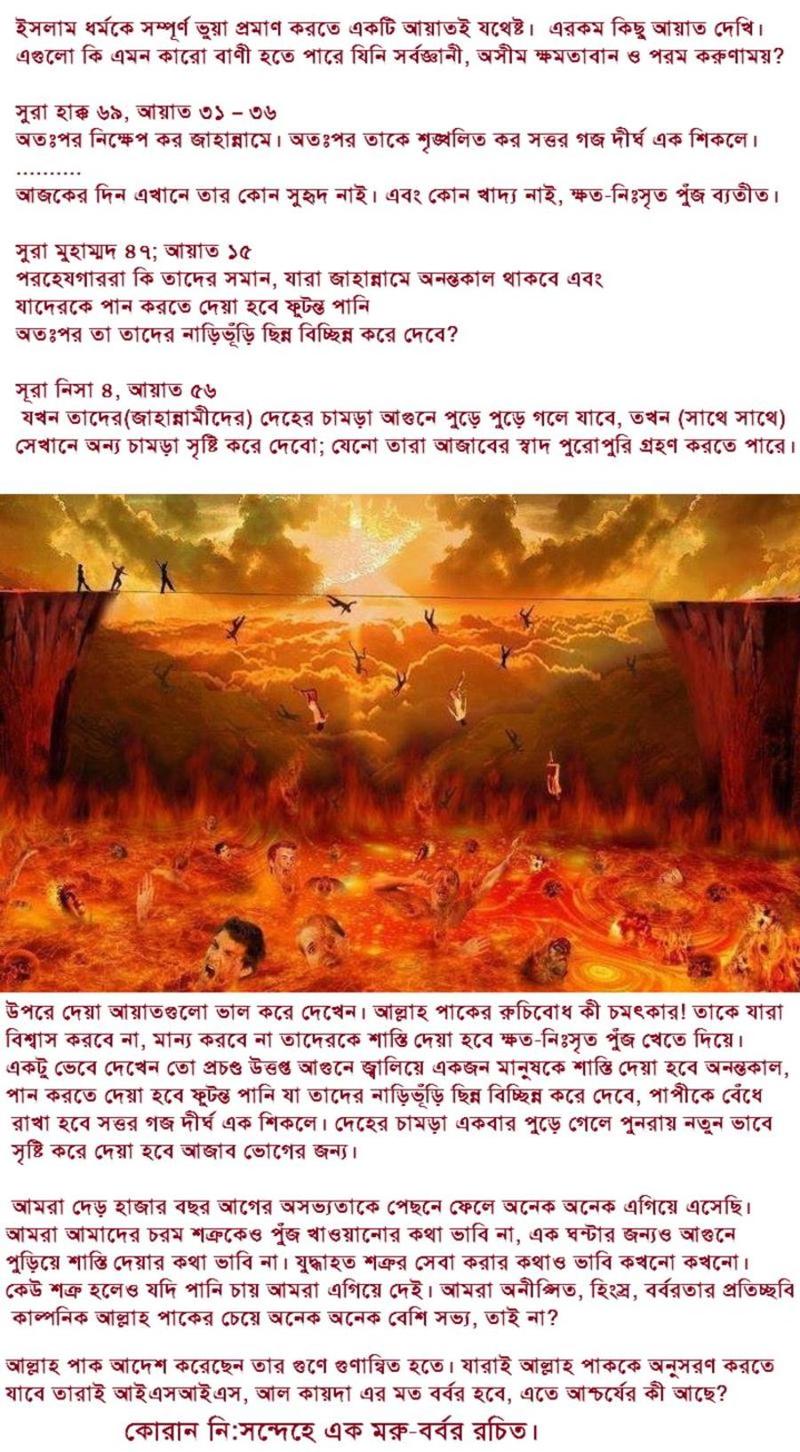 ইসলাম ধর্মকে সম্পূর্ণ ভুয়া প্রমাণ করতে একটি আয়াতই যথেষ্ট। এরকম কিছু আয়াত দেখি।
এগুলো কি এমন কারো বাণী হতে পারে যিনি সর্বজ্ঞানী, অসীম ক্ষমতাবান ও পরম করুণাময়?
সুরা হাক্ক ৬৯, আয়াত ৩১ – ৩৬
অতঃপর নিক্ষেপ কর জাহান্নামে। অতঃপর তাকে শৃঙ্খলিত কর সত্তর গজ দীর্ঘ এক শিকলে।
..........
আজকের দিন এখানে তার কোন সুহৃদ নাই। এবং কোন খাদ্য নাই, ক্ষত-নিঃসৃত পুঁজ ব্যতীত।
সুরা মুহাম্মদ ৪৭; আয়াত ১৫
পরহেযগাররা কি তাদের সমান, যারা জাহান্নামে অনন্তকাল থাকবে এবং
যাদেরকে পান করতে দেয়া হবে ফুটন্ত পানি
অতঃপর তা তাদের নাড়িভূঁড়ি ছিন্ন বিচ্ছিন্ন করে দেবে?
সূরা নিসা ৪, আয়াত ৫৬
যখন তাদের(জাহান্নামীদের) দেহের চামড়া আগুনে পুড়ে পুড়ে গলে যাবে, তখন (সাথে সাথে)
সেখানে অন্য চামড়া সৃষ্টি করে দেবো; যেনো তারা আজাবের স্বাদ পুরোপুরি গ্রহণ করতে পারে।
উপরে দেয়া আয়াতগুলো ভাল করে দেখেন। আল্লাহ পাকের রুচিবোধ কী চমৎকার! তাকে যারা
বিশ্বাস করবে না, মান্য করবে না তাদেরকে শাস্তি দেয়া হবে ক্ষত-নিঃসৃত পুঁজ খেতে দিয়ে।
একটু ভেবে দেখেন তো প্রচণ্ড উত্তপ্ত আগুনে জ্বালিয়ে একজন মানুষকে শাস্তি দেয়া হবে অনন্তকাল,
পান করতে দেয়া হবে ফুটন্ত পানি যা তাদের নাড়িভূঁড়ি ছিন্ন বিচ্ছিন্ন করে দেবে, পাপীকে বেঁধে
রাখা হবে সত্তর গজ দীর্ঘ এক শিকলে। দেহের চামড়া একবার পুড়ে গেলে পুনরায় নতুন ভাবে
সৃষ্টি করে দেয়া হবে আজাব ভোগের জন্য।
আমরা দেড় হাজার বছর আগের অসভ্যতাকে পেছনে ফেলে অনেক অনেক এগিয়ে এসেছি।
আমরা আমাদের চরম শত্রুকেও পুঁজ খাওয়ানোর কথা ভাবি না, এক ঘন্টার জন্যও আগুনে
পুড়িয়ে শাস্তি দেয়ার কথা ভাবি না। যুদ্ধাহত শত্রুর সেবা করার কথাও ভাবি কখনো কখনো।
কেউ শত্রু হলেও যদি পানি চায় আমরা এগিয়ে দেই। আমরা অনীপ্সিত, হিংস্র, বর্বরতার প্রতিচ্ছবি
কাল্পনিক আল্লাহ পাকের চেয়ে অনেক অনেক বেশি সভ্য, তাই না?
আল্লাহ পাক আদেশ করেছেন তার গুণে গুণান্বিত হতে। যারাই আল্লাহ পাককে অনুসরণ করতে
যাবে তারাই আইএসআইএস, আল কায়দা এর মত বর্বর হবে, এতে আশ্চর্যের কী আছে?
কোরান নি:সন্দেহে এক মরু-বর্বর রচিত।